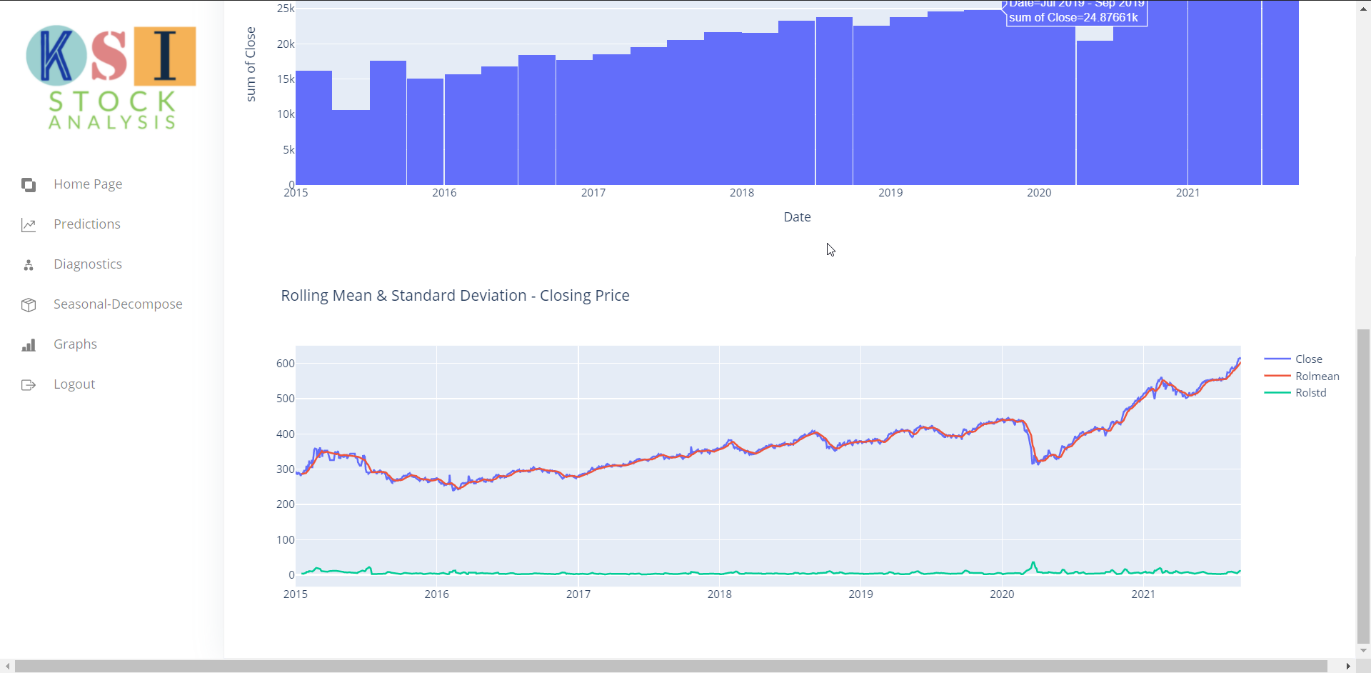 KSI
STOCK
ANALYSIS
Home Page
Predictions
Diagnostics
Seasonal-Decompose
Graphs
Logout
Date=Jul 2019 - Sep 2019
sum of Close=24.87661k
25k
20k
15k
10k
5k
0
sum of Close
2015 2016 2017 2018 2019 2020 2021
Date
Rolling Mean & Standard Deviation - Closing Price
600
500
400
300
200
100
0
2015 2016 2017 2018 2019 2020 2021
Close
Rolmean
Rolstd